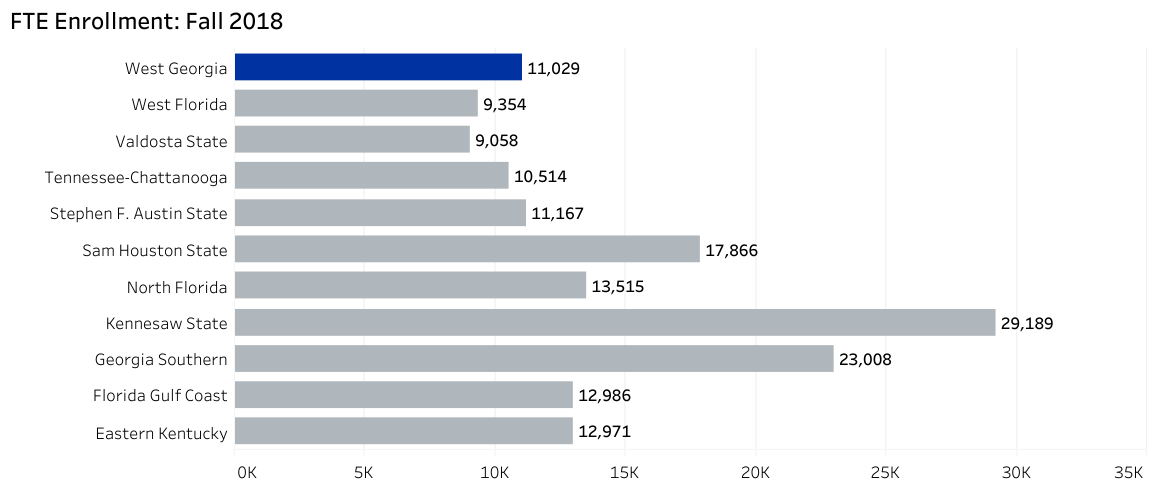 FTE Enrollment: Fall 2018
West Georgia 11,029
West Florida 9,354
Valdosta State 9,058
Tennessee-Chattanooga 10,514
Stephen F. Austin State 11,167
Sam Houston State 17,866
North Florida 13,515
Kennesaw State 29,189
Georgia Southern 23,008
Florida Gulf Coast 12,986
Eastern Kentucky 12,971
0K 5K 10K 15K 20K 25K 30K 35K